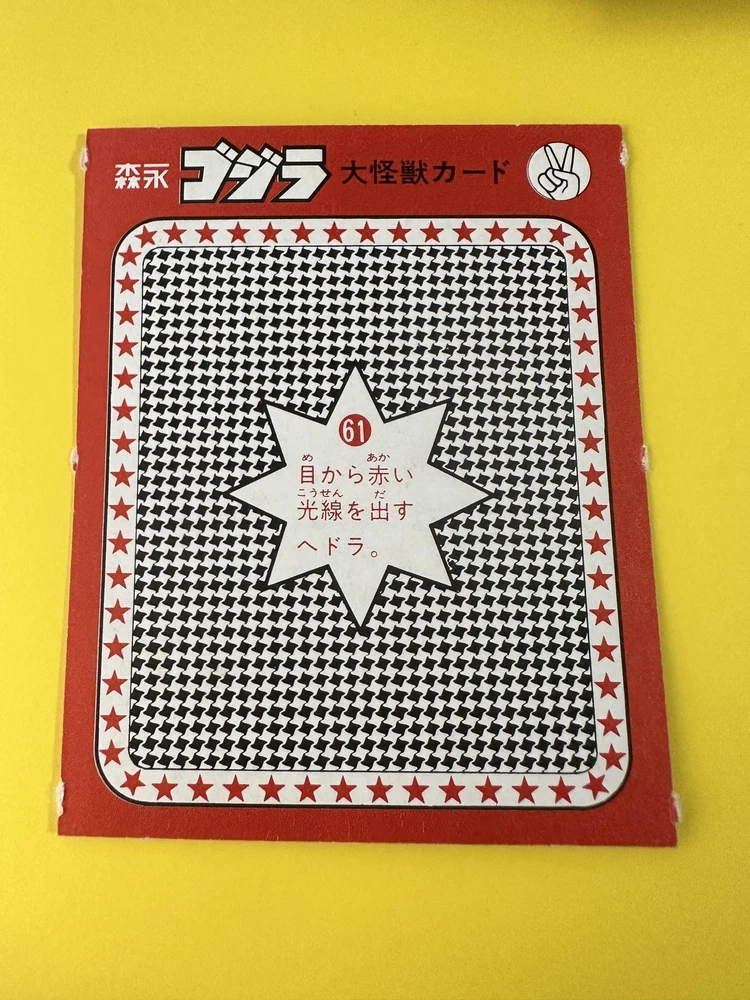 森永 ゴジラ 大怪獣カード
61
目から赤い
光線を出す
ヘドラ。
め あか
こうせん だ